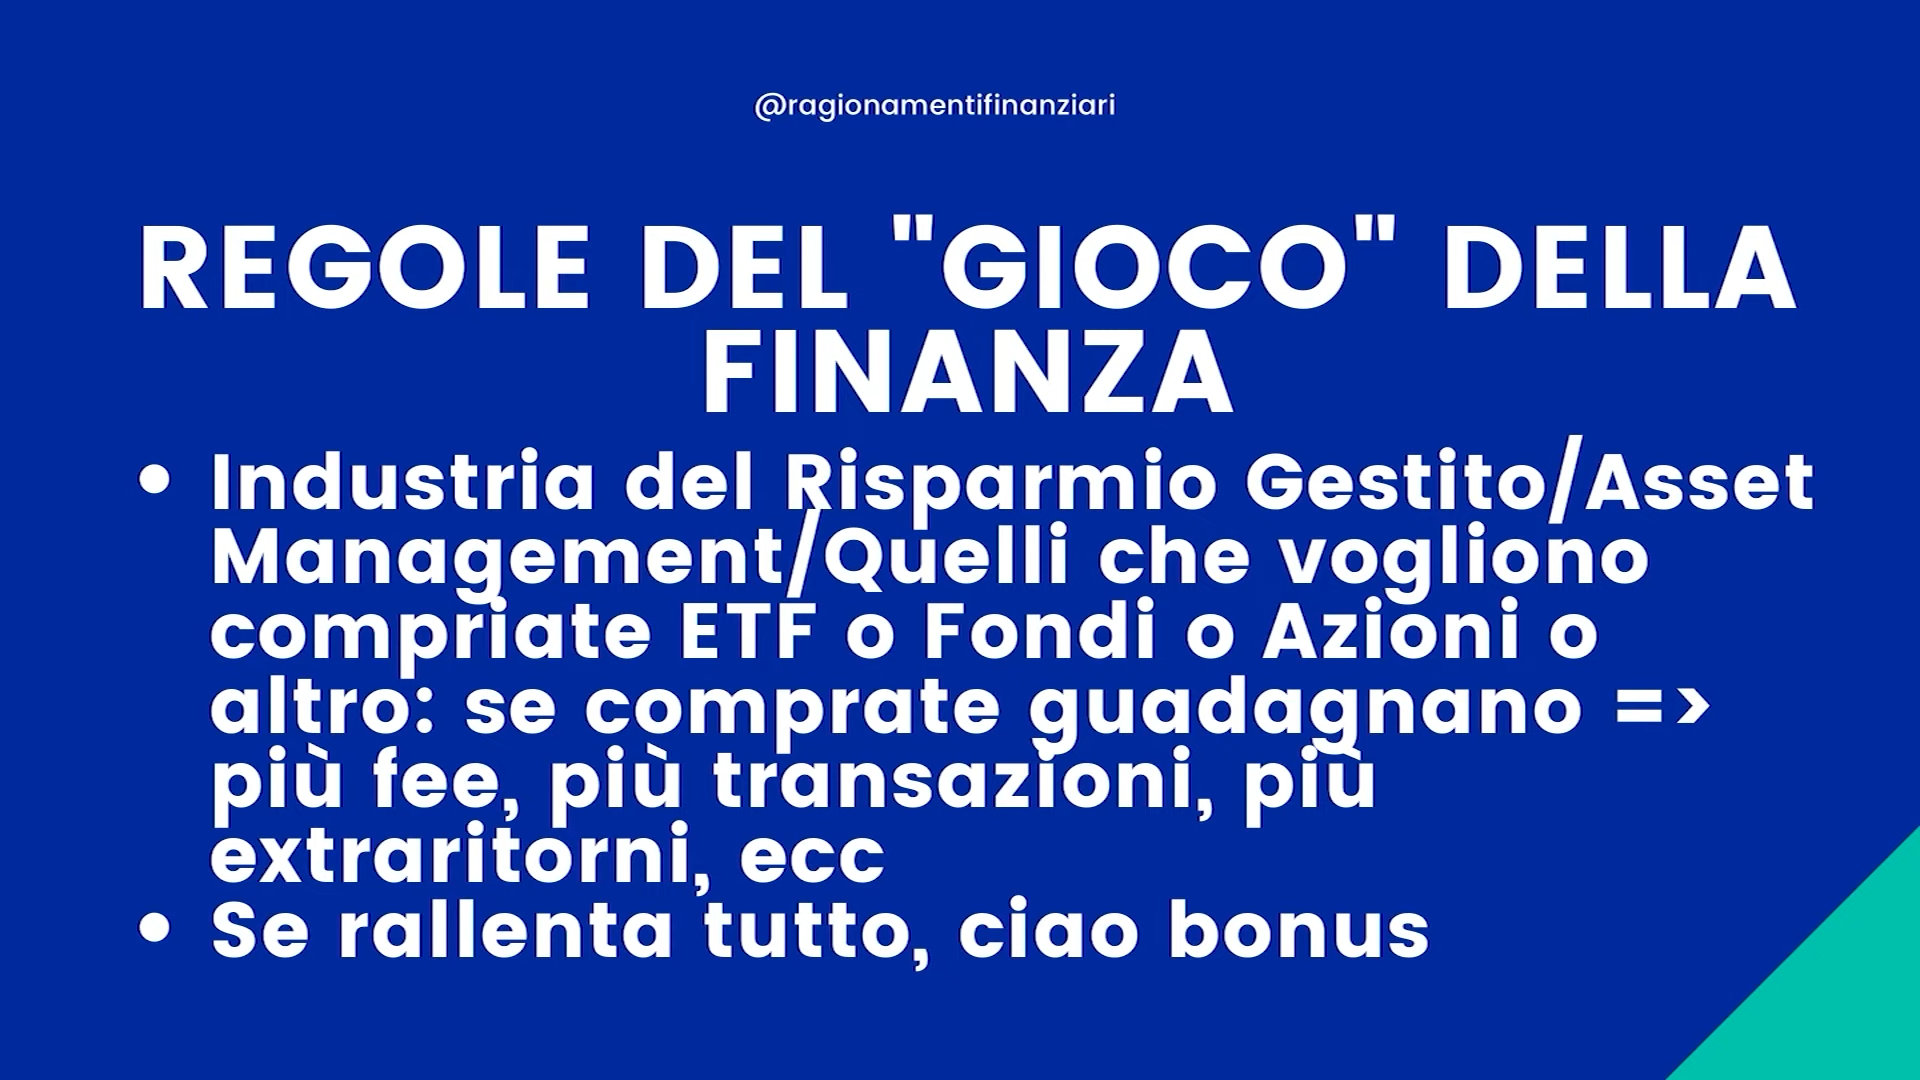 @ragionamentifinanziari
REGOLE DEL "GIOCO" DELLA
FINANZA
• Industria del Risparmio Gestito/Asset
Management/Quelli che vogliono
compriate ETF o Fondi o Azioni o
altro: se comprate guadagnano =>
più fee, più transazioni, più
extraritorni, ecc
• Se rallenta tutto, ciao bonus